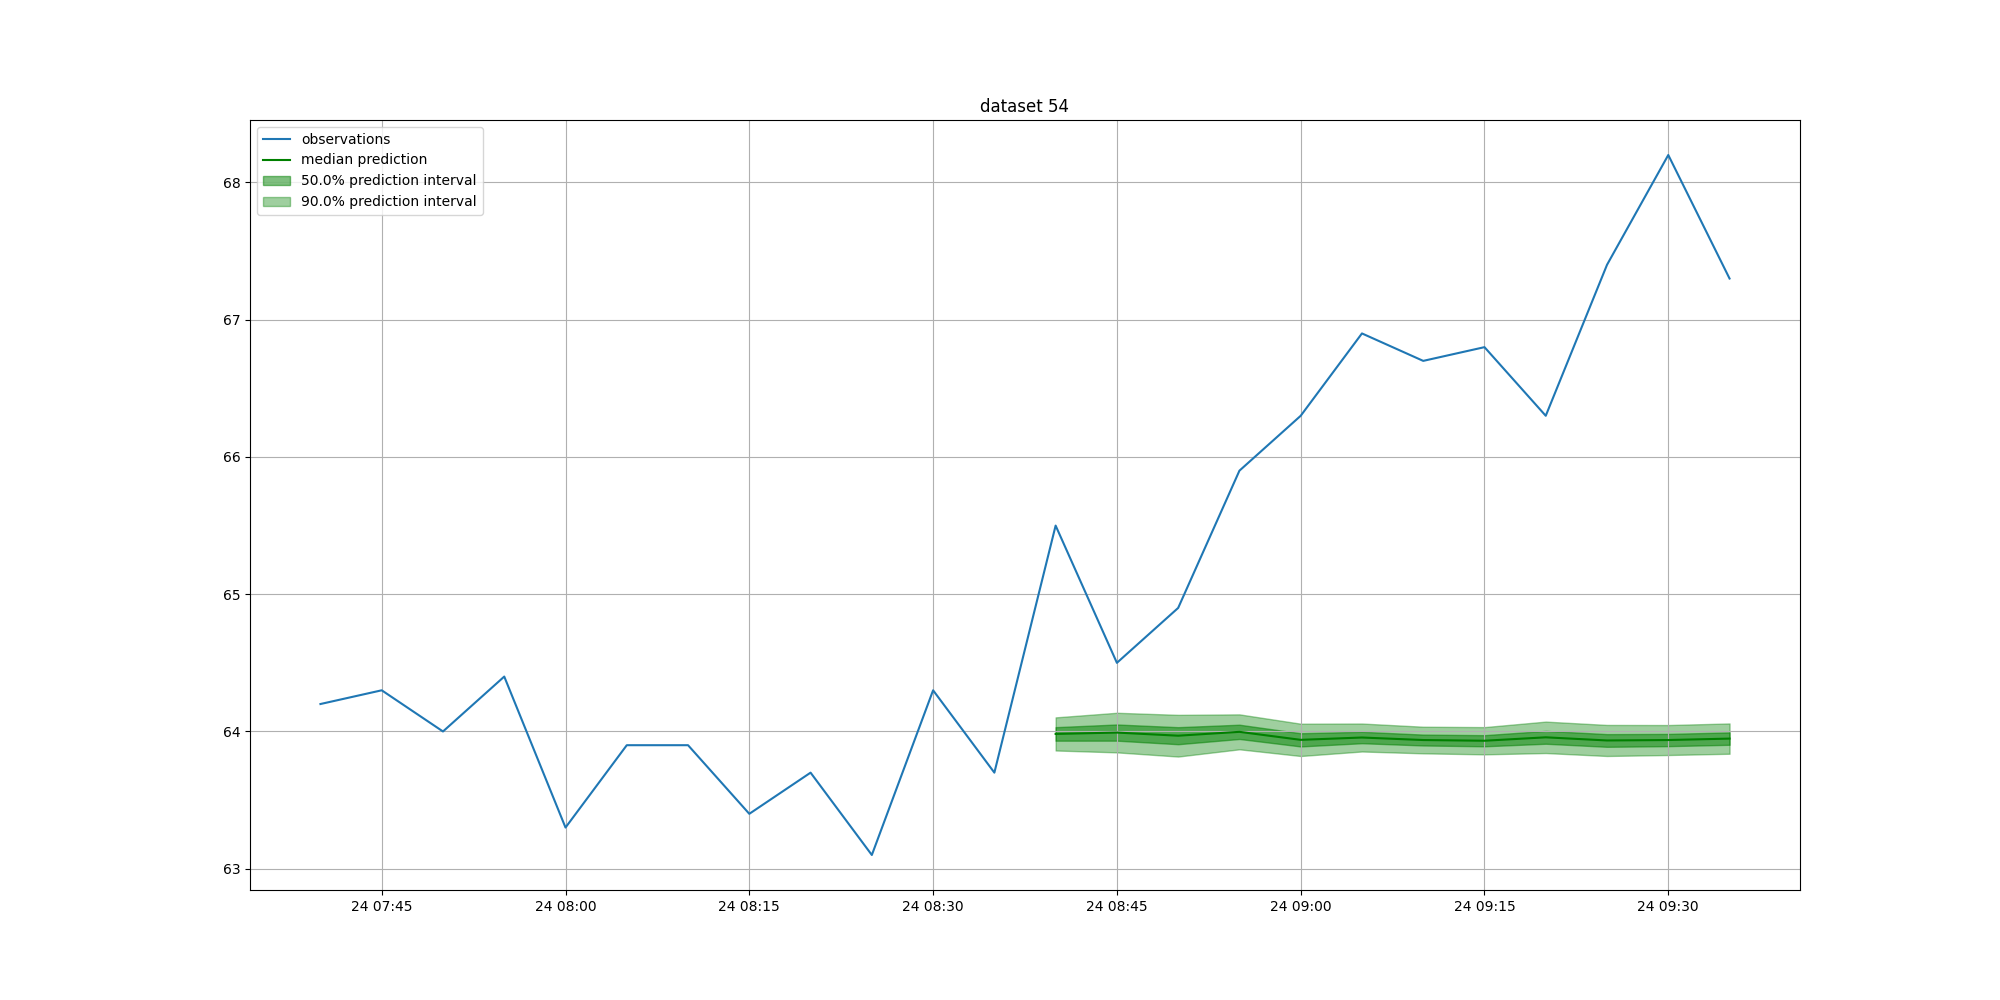 dataset 54
observations
median prediction
50.0% prediction interval
90.0% prediction interval
68
67
66
65
64
63
24 07:45
24 08:00
24 08:15
24 08:30
24 08:45
24 09:00
24 09:15
24 09:30